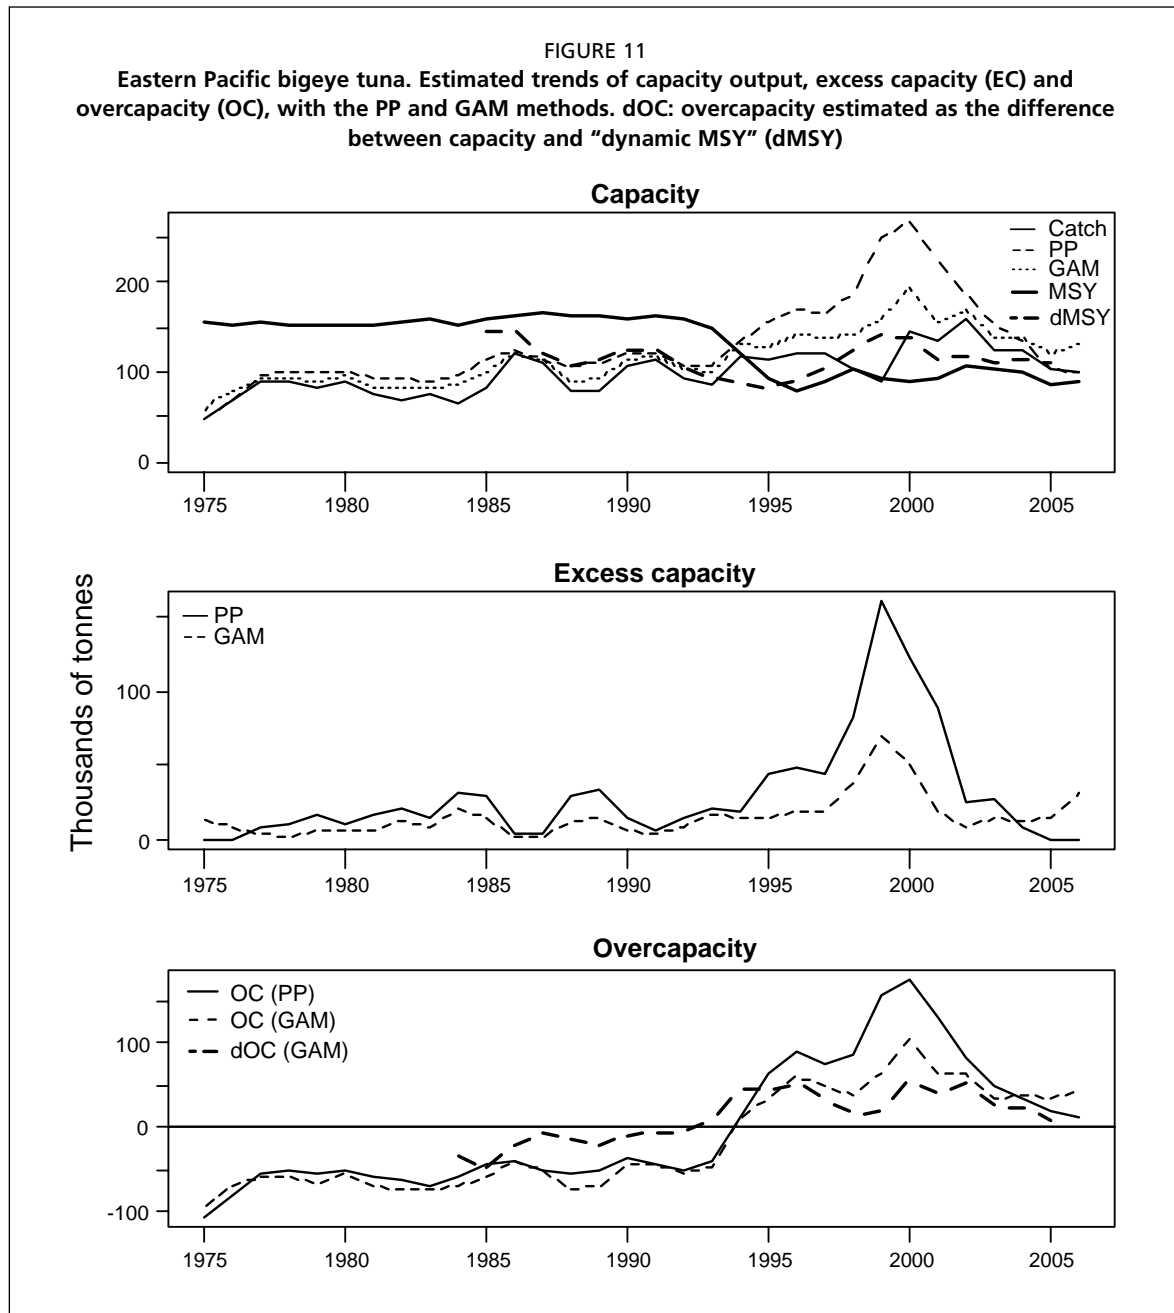 FIGURE 11
Eastern Pacific bigeye tuna. Estimated trends of capacity output, excess capacity (EC) and
overcapacity (OC), with the PP and GAM methods. dOC: overcapacity estimated as the difference
between capacity and “dynamic MSY” (dMSY)
Capacity
Catch
PP
GAM
MSY
dMSY
200
100
0
1975 1980 1985 1990 1995 2000 2005
Thousands of tonnes
Excess capacity
PP
GAM
100
0
1975 1980 1985 1990 1995 2000 2005
Overcapacity
OC (PP)
OC (GAM)
dOC (GAM)
100
0
-100
1975 1980 1985 1990 1995 2000 2005